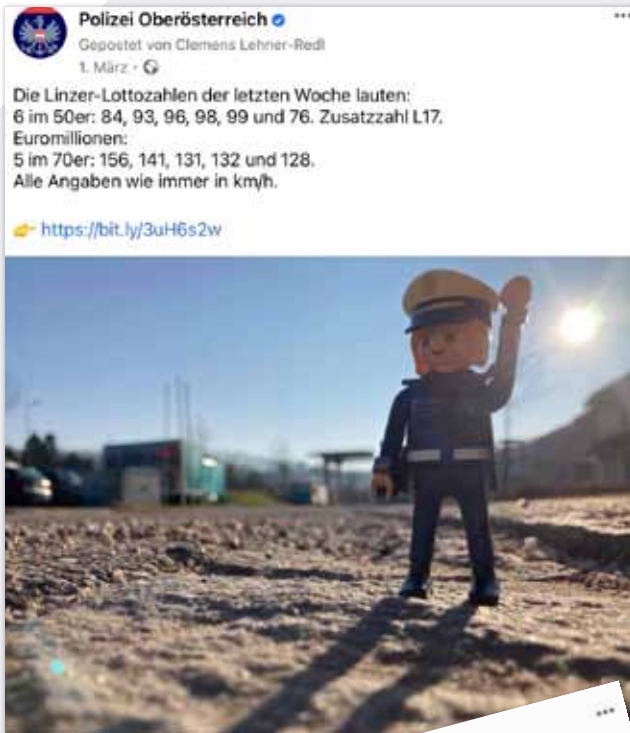 Polizei Oberösterreich
Gepostet von Clemens Lehner-Redl
1. März ·
Die Linzer-Lottozahlen der letzten Woche lauten:
6 im 50er: 84, 93, 96, 98, 99 und 76. Zusatzzahl L17.
Euromillionen:
5 im 70er: 156, 141, 131, 132 und 128.
Alle Angaben wie immer in km/h.
https://bit.ly/3uH6s2w